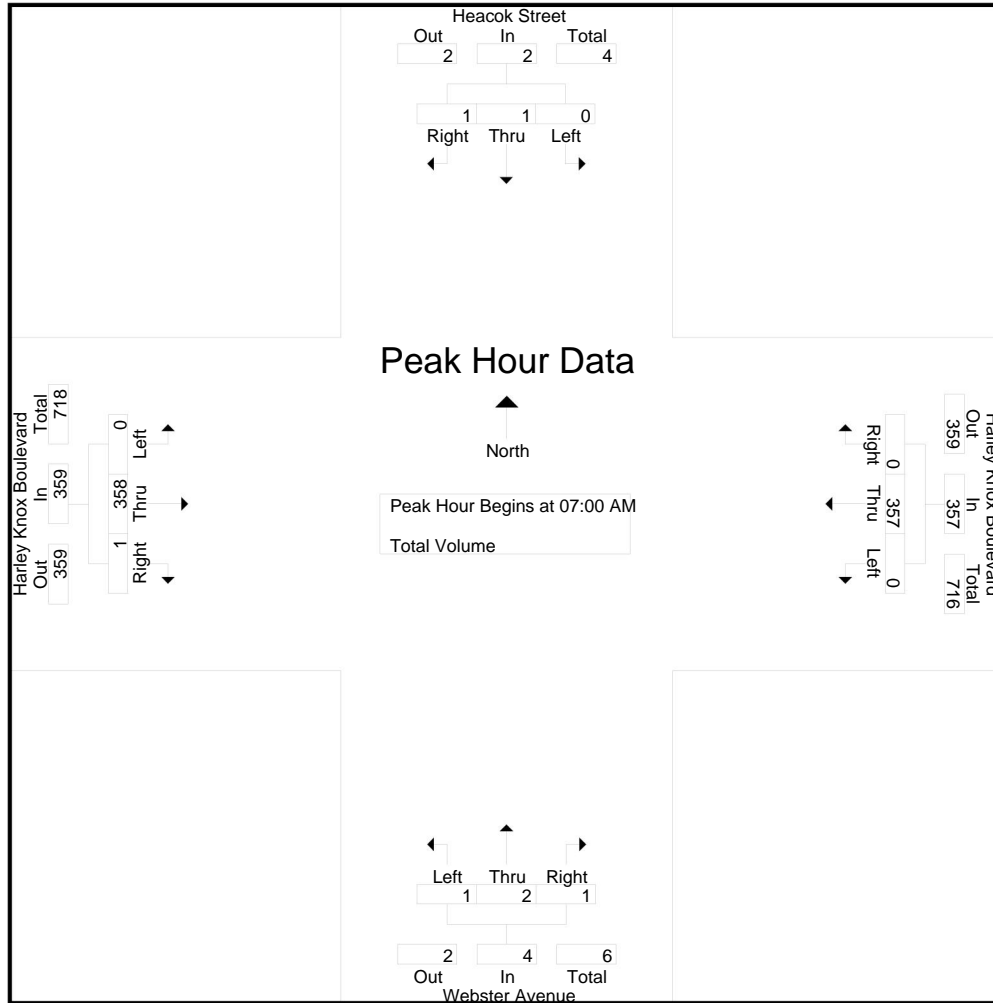 Heacok Street
Out In Total
2 2 4
1 1 0
Right Thru Left
Peak Hour Data
North
Peak Hour Begins at 07:00 AM
Total Volume
Harley Knox Boulevard
Out In Total
359 359 718
1 358 0
Right Thru Left
Harley Knox Boulevard
Out In Total
359 357 716
0 357 0
Right Thru Left
Left Thru Right
1 2 1
2 4 6
Out In Total
Webster Avenue